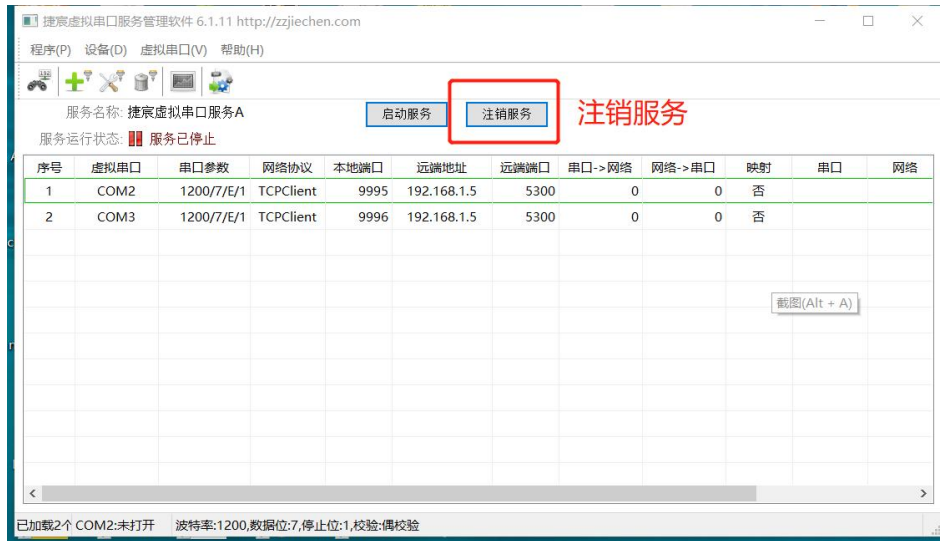 捷宸虚拟串口服务管理软件 6.1.11 http://zzjiechen.com
程序(P) 设备(D) 虚拟串口(V) 帮助(H)
服务名称: 捷宸虚拟串口服务A 启动服务 注销服务 注销服务
服务运行状态: 服务已停止
序号 虚拟串口 串口参数 网络协议 本地端口 远端地址 远端端口 串口->网络 网络->串口 映射 串口 网络
1 COM2 1200/7/E/1 TCPClient 9995 192.168.1.5 5300 0 0 否
2 COM3 1200/7/E/1 TCPClient 9996 192.168.1.5 5300 0 0 否
截图(Alt + A)
已加载2个 COM2:未打开 波特率:1200,数据位:7,停止位:1,校验:偶校验